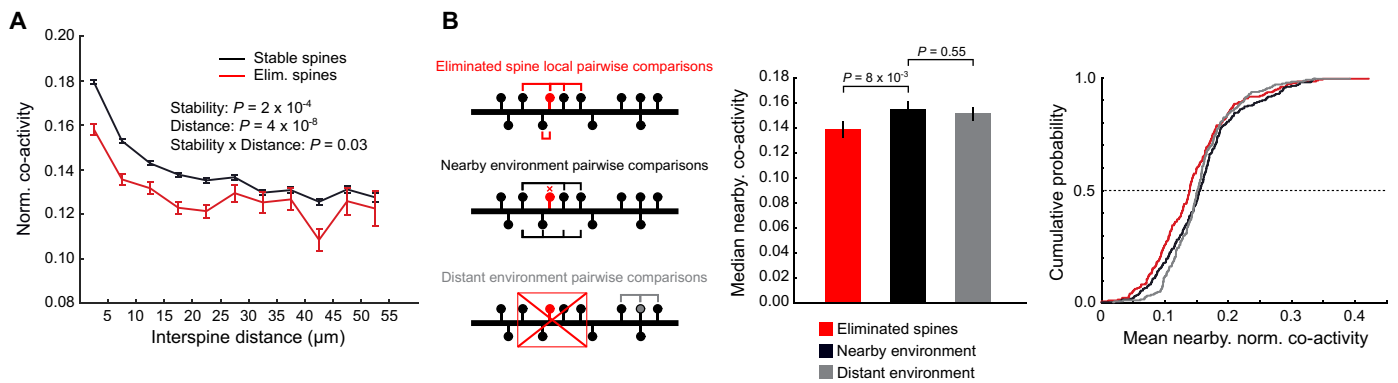 A
0.20
0.18
0.16
0.14
0.12
0.10
0.08
Norm. co-activity
Stable spines
Elim. spines
Stability: P = 2 x 10⁻⁴
Distance: P = 4 x 10⁻⁸
Stability x Distance: P = 0.03
5 10 15 20 25 30 35 40 45 50 55
Interspine distance (µm)
B
Eliminated spine local pairwise comparisons
Nearby environment pairwise comparisons
x
Distant environment pairwise comparisons
P = 0.55
P = 8 x 10⁻³
0.18
0.16
0.14
0.12
0.10
0.08
0.06
0.04
0.02
0.00
Median nearby. co-activity
Eliminated spines
Nearby environment
Distant environment
1.0
0.5
0.0
Cumulative probability
0 0.1 0.2 0.3 0.4
Mean nearby. norm. co-activity